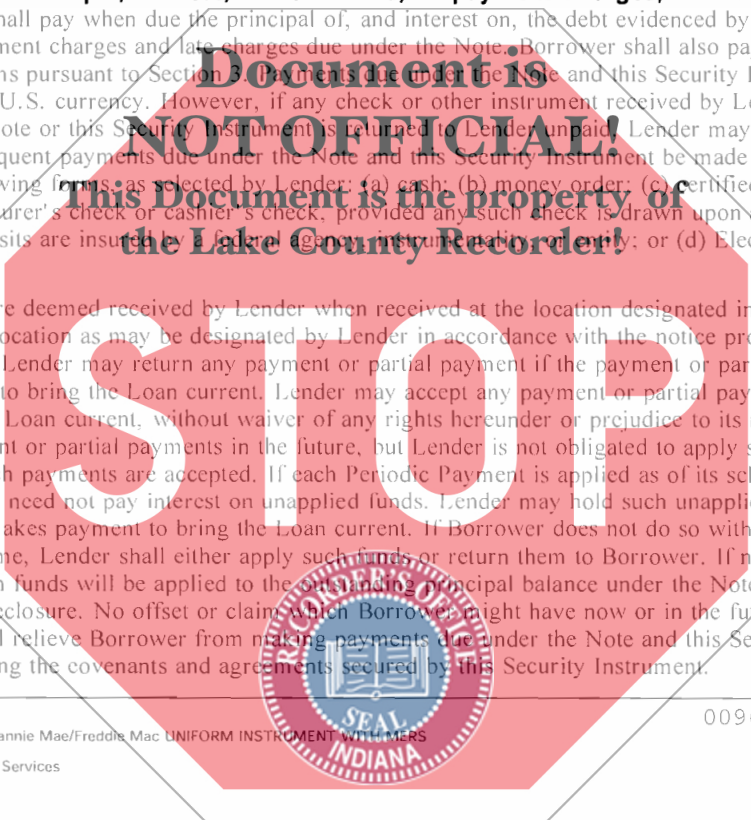 hall pay when due the principal of, and interest on, the debt evidenced by
ment charges and late charges due under the Note. Borrower shall also pa
ns pursuant to Section 3. Payments due under the Note and this Security
U.S. currency. However, if any check or other instrument received by Le
ote or this Security Instrument is returned to Lender unpaid, Lender may
quent payments due under the Note and this Security Instrument be made
wing forms, as selected by Lender: (a) cash; (b) money order; (c) certified
urer's check or cashier's check, provided any such check is drawn upon
sits are insured by a federal agency, instrumentality, or entity; or (d) Elec
Document is
NOT OFFICIAL!
This Document is the property of
the Lake County Recorder!
re deemed received by Lender when received at the location designated in
ocation as may be designated by Lender in accordance with the notice pro
Lender may return any payment or partial payment if the payment or par
to bring the Loan current. Lender may accept any payment or partial pay
Loan current, without waiver of any rights hereunder or prejudice to its
nt or partial payments in the future, but Lender is not obligated to apply s
h payments are accepted. If each Periodic Payment is applied as of its sch
need not pay interest on unapplied funds. Lender may hold such unappli
akes payment to bring the Loan current. If Borrower does not do so with
me, Lender shall either apply such funds or return them to Borrower. If n
n funds will be applied to the outstanding principal balance under the Note
eclosure. No offset or claim which Borrower might have now or in the fu
l relieve Borrower from making payments due under the Note and this Se
ng the covenants and agreements secured by this Security Instrument.
STOP
RECORDER'S OFFICE
SEAL
INDIANA
009
annie Mae/Freddie Mac UNIFORM INSTRUMENT WITH MERS
Services